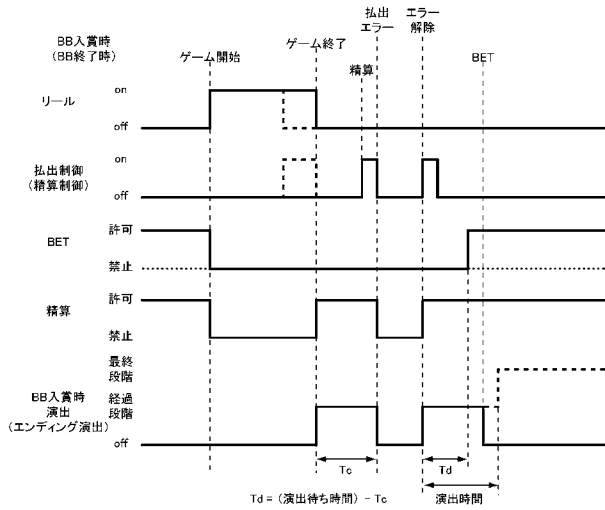 払出
エラー
エラー
解除
BB入賞時
(BB終了時)
ゲーム開始
ゲーム終了
精算
BET
リール
on
off
払出制御
(精算制御)
on
off
BET
許可
禁止
精算
許可
禁止
最終
段階
BB入賞時
演出
(エンディング演出)
経過
段階
off
Tc
Td
Td = (演出待ち時間) - Tc
演出時間